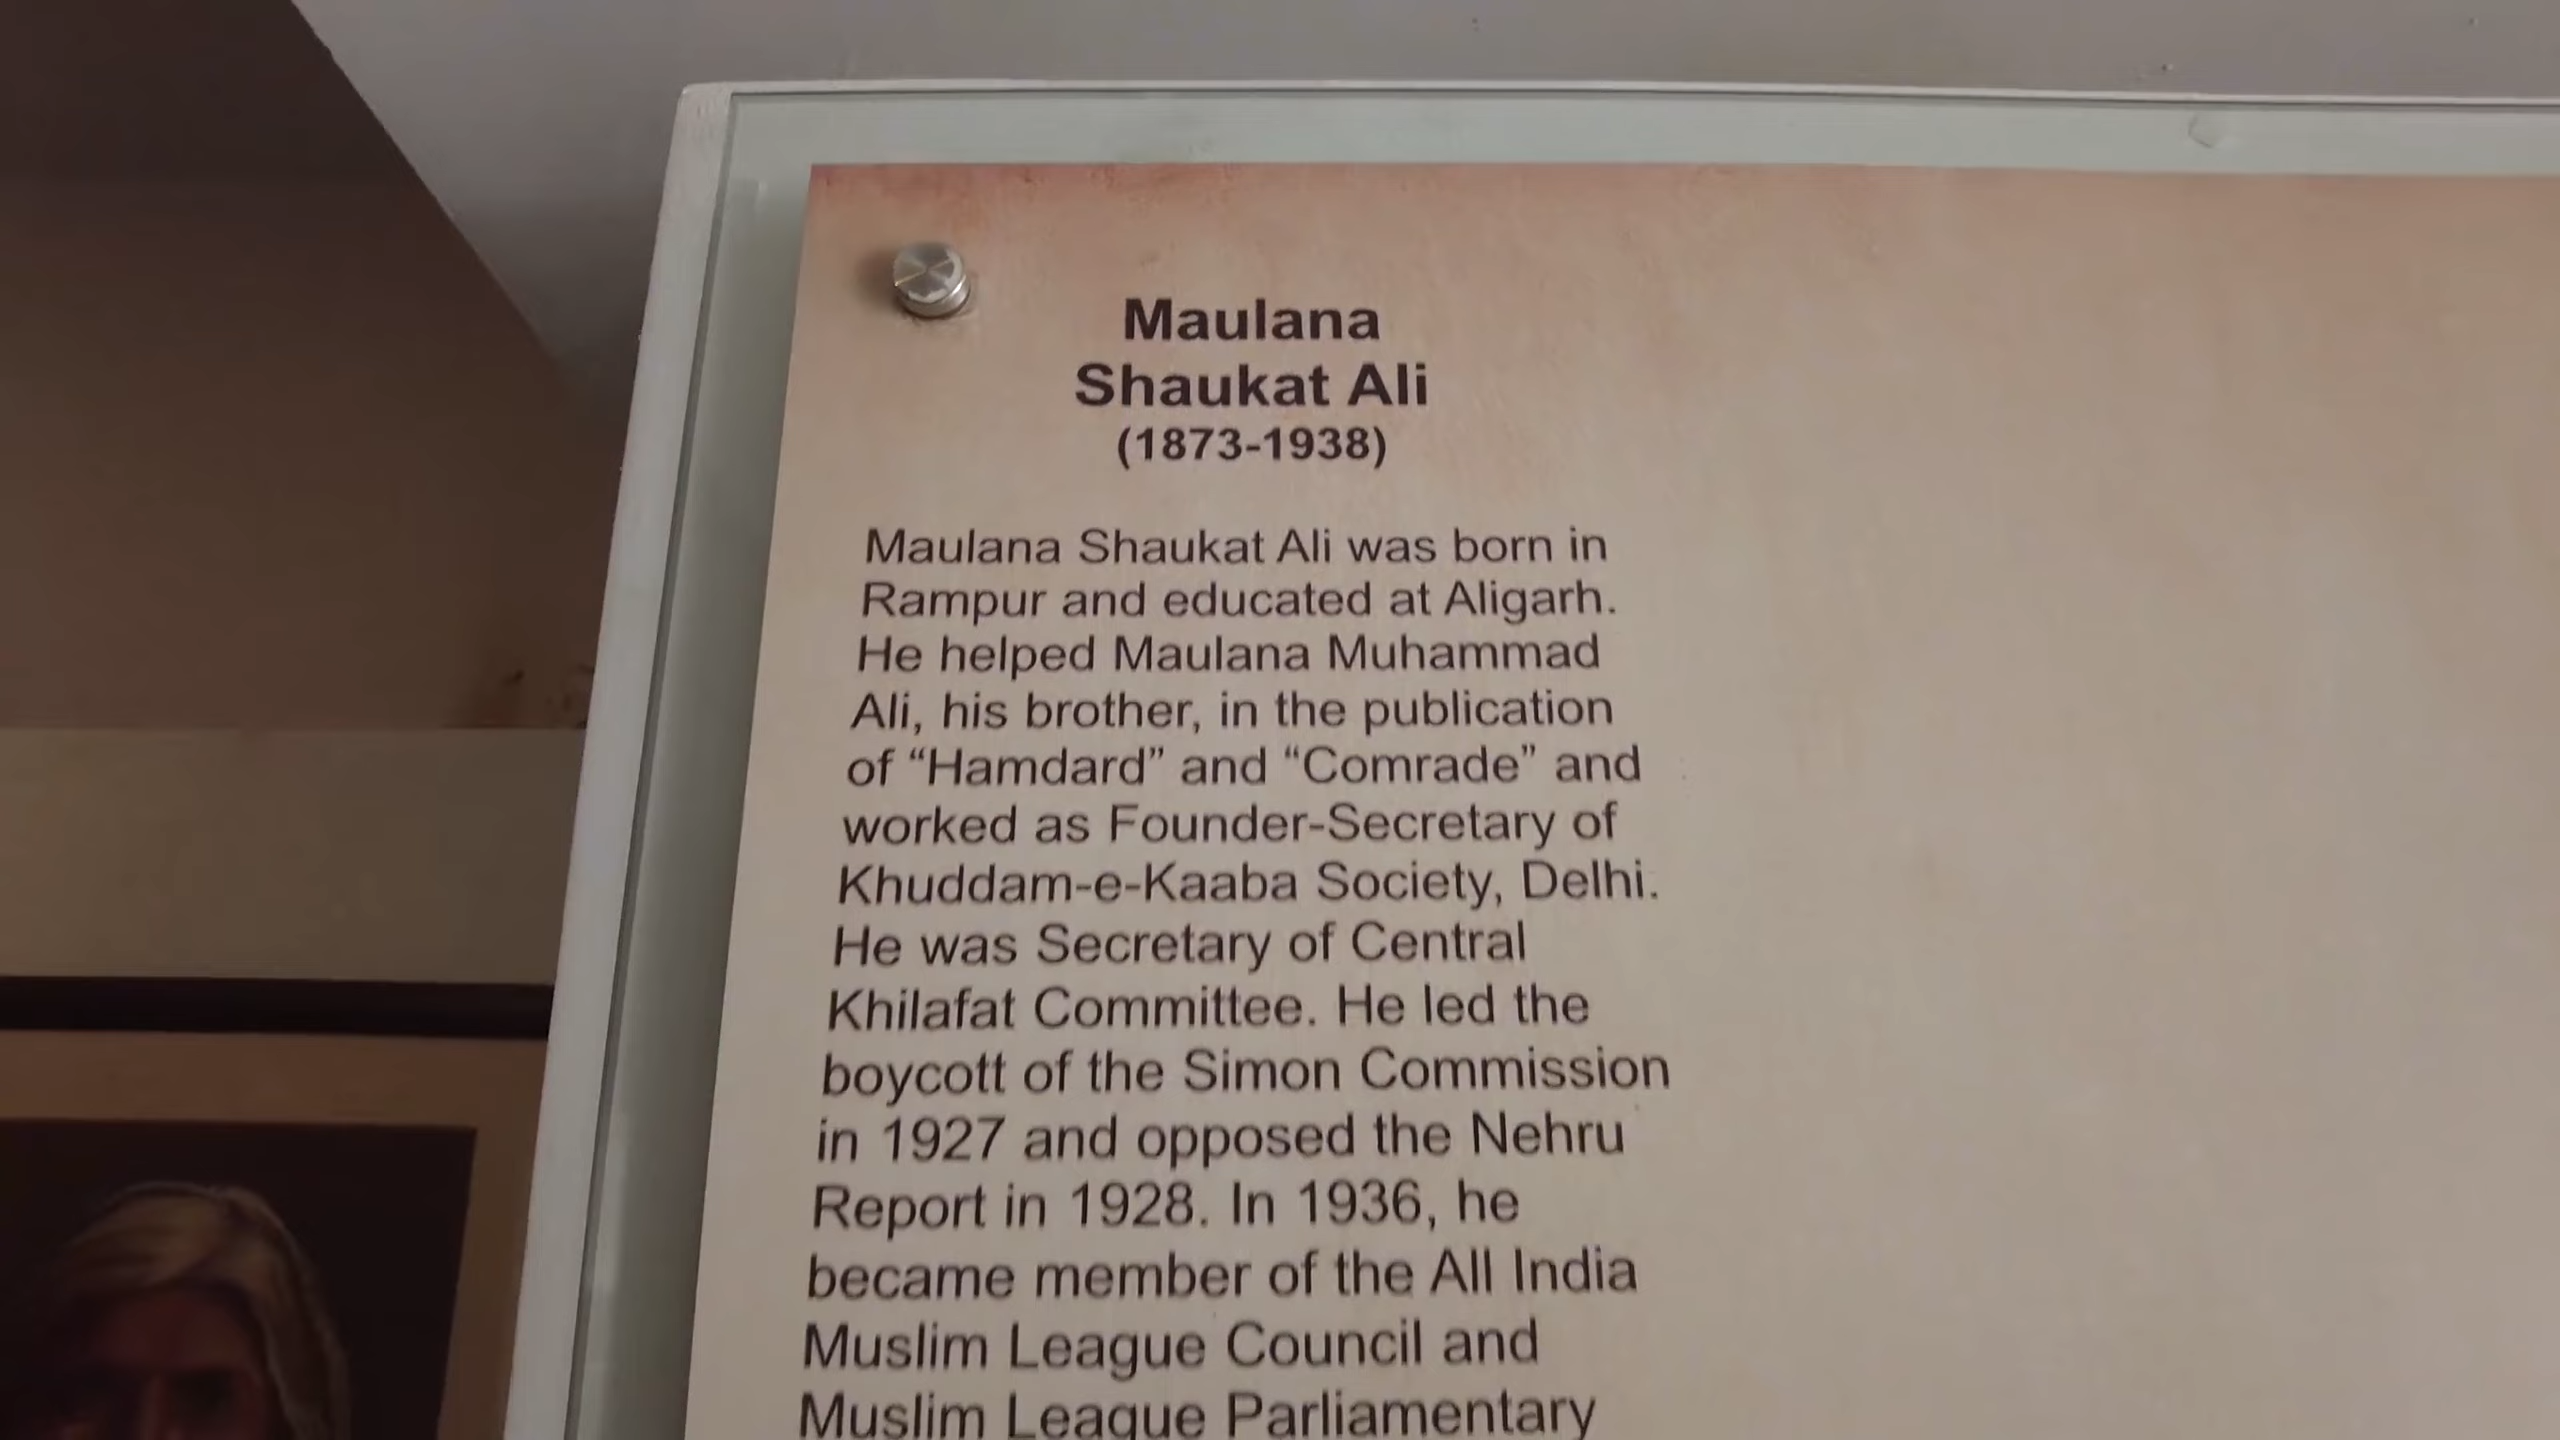 Maulana
Shaukat Ali
(1873-1938)
Maulana Shaukat Ali was born in
Rampur and educated at Aligarh.
He helped Maulana Muhammad
Ali, his brother, in the publication
of “Hamdard” and “Comrade” and
worked as Founder-Secretary of
Khuddam-e-Kaaba Society, Delhi.
He was Secretary of Central
Khilafat Committee. He led the
boycott of the Simon Commission
in 1927 and opposed the Nehru
Report in 1928. In 1936, he
became member of the All India
Muslim League Council and
Muslim League Parliamentary